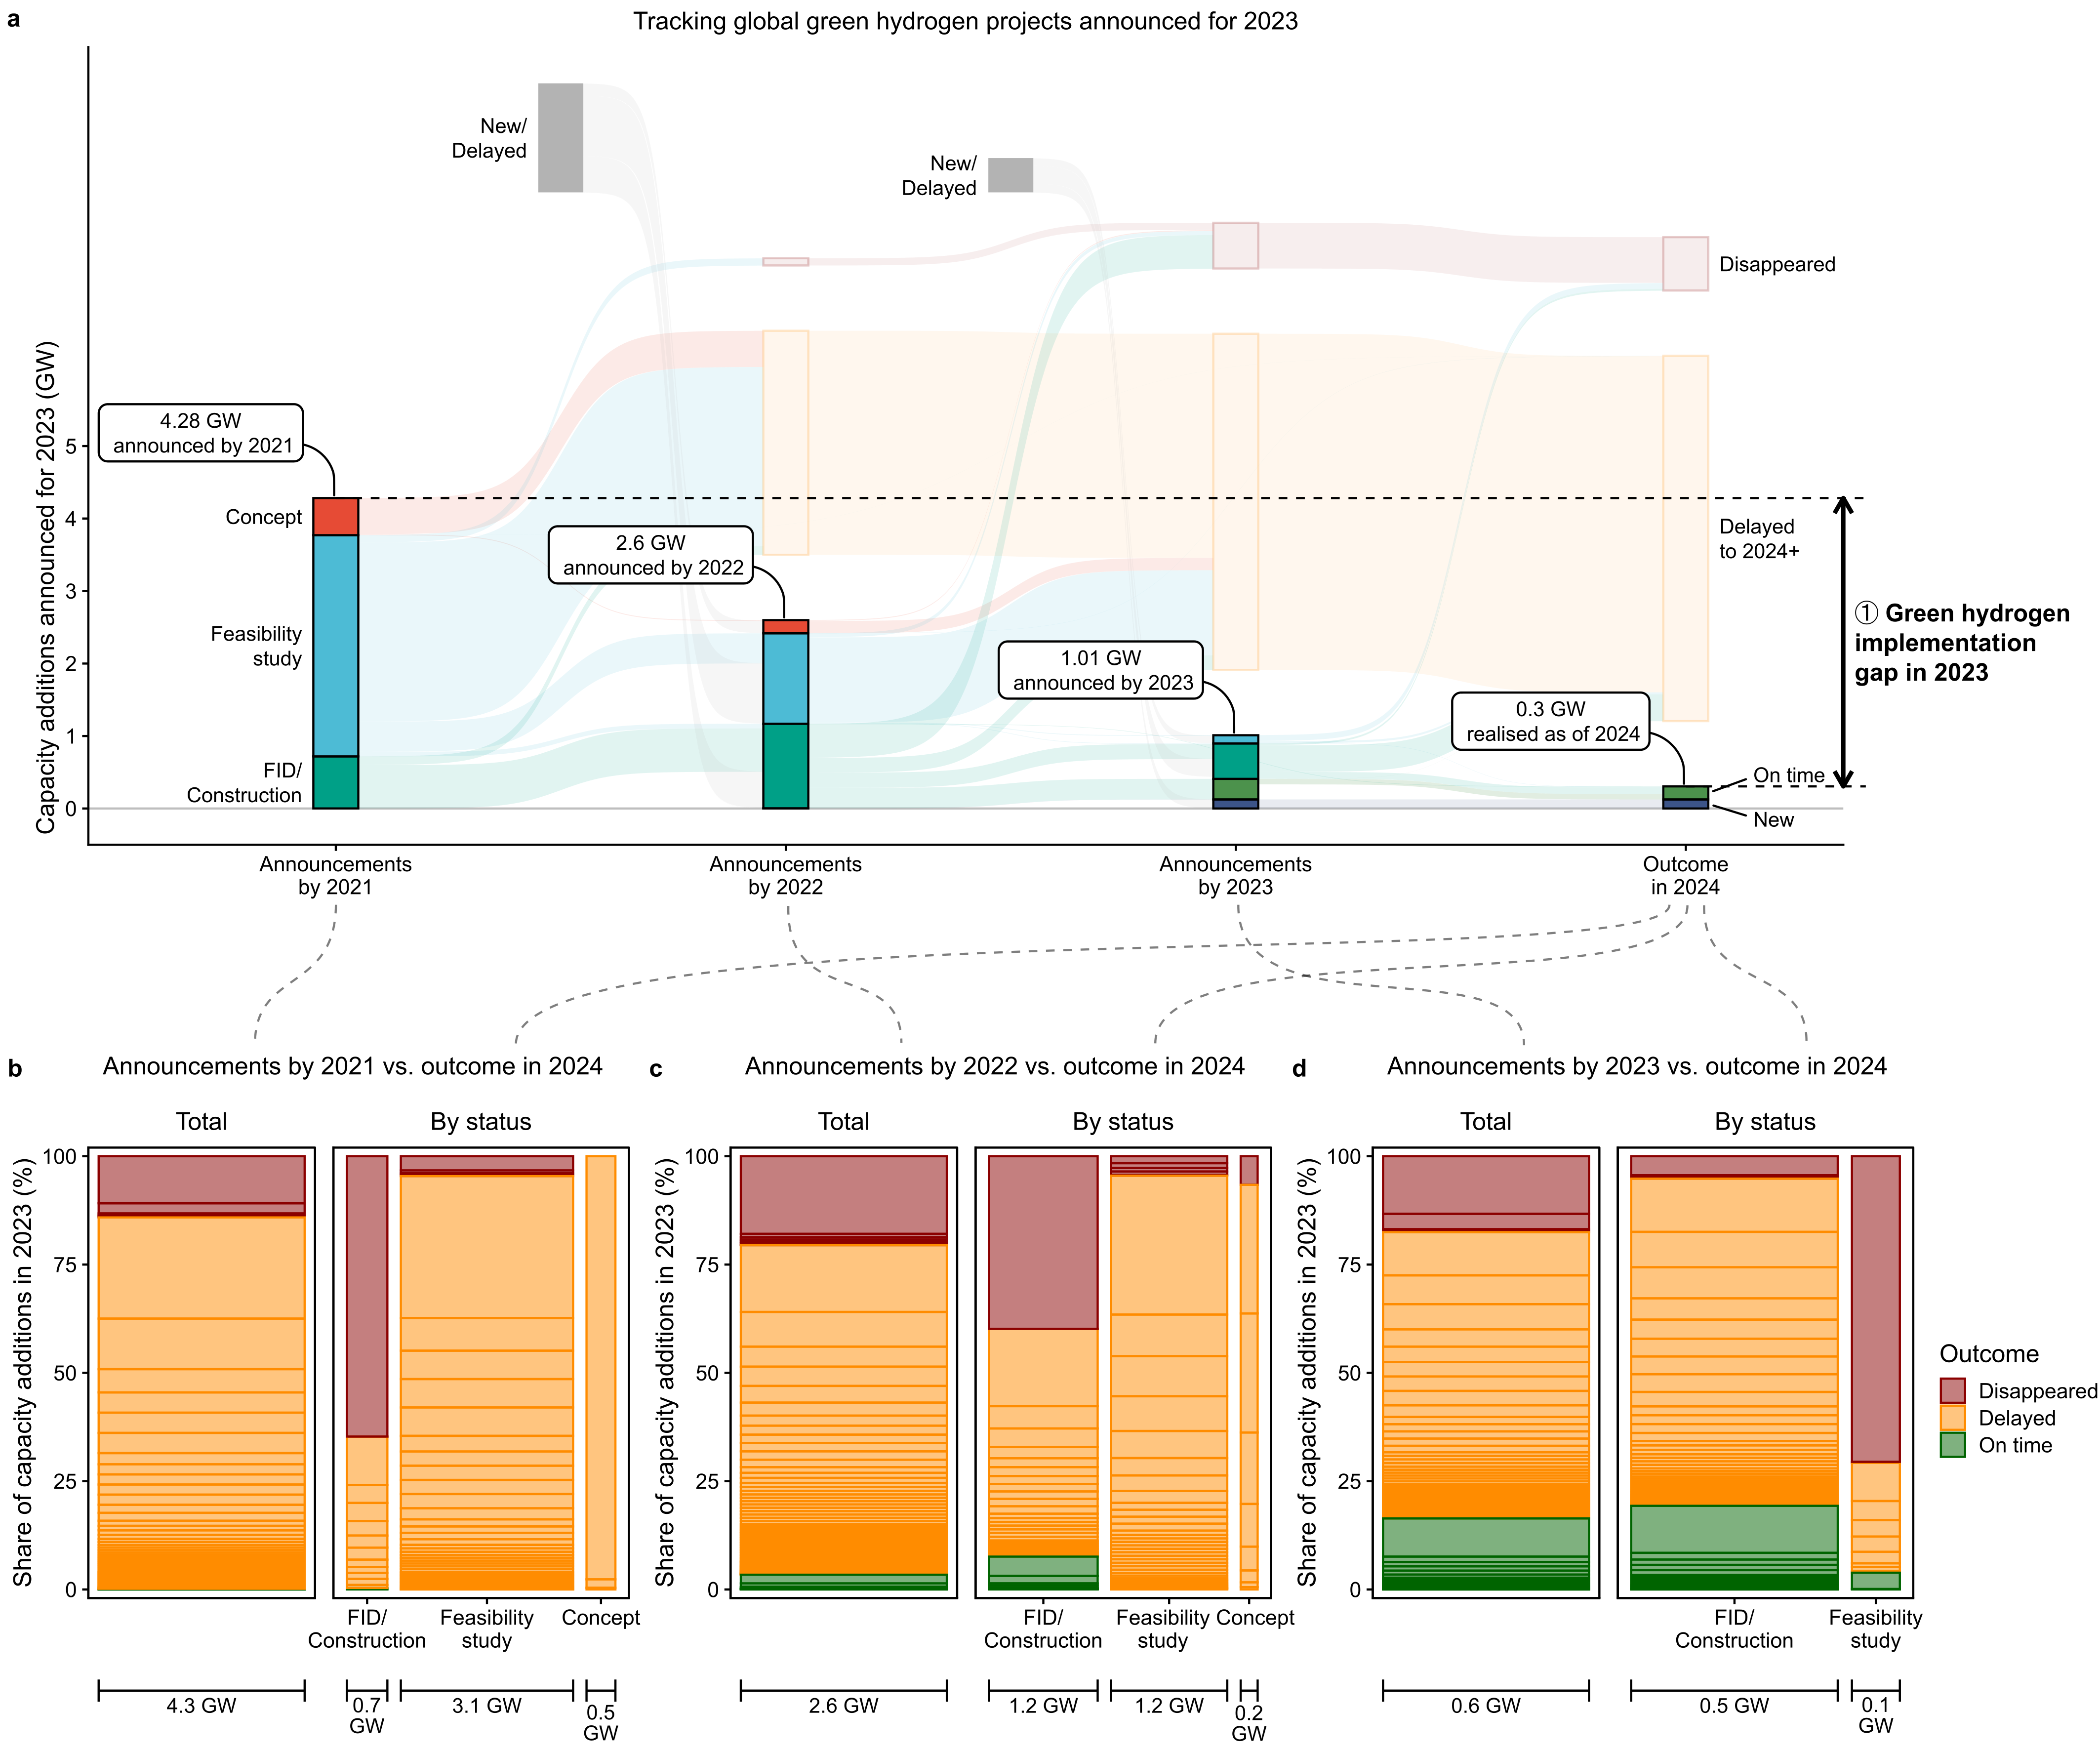 a
Tracking global green hydrogen projects announced for 2023
Capacity additions announced for 2023 (GW)
5
4
3
2
1
0
New/
Delayed
New/
Delayed
Disappeared
4.28 GW
announced by 2021
Concept
Feasibility
study
FID/
Construction
2.6 GW
announced by 2022
1.01 GW
announced by 2023
0.3 GW
realised as of 2024
Delayed
to 2024+
① Green hydrogen
implementation
gap in 2023
On time
New
Announcements
by 2021
Announcements
by 2022
Announcements
by 2023
Outcome
in 2024
b
Announcements by 2021 vs. outcome in 2024
Total
By status
Share of capacity additions in 2023 (%)
100
75
50
25
0
FID/
Construction
Feasibility
study
Concept
4.3 GW
0.7
GW
3.1 GW
0.5
GW
c
Announcements by 2022 vs. outcome in 2024
Total
By status
Share of capacity additions in 2023 (%)
100
75
50
25
0
FID/
Construction
Feasibility
study
Concept
2.6 GW
1.2 GW
1.2 GW
0.2
GW
d
Announcements by 2023 vs. outcome in 2024
Total
By status
Share of capacity additions in 2023 (%)
100
75
50
25
0
FID/
Construction
Feasibility
study
0.6 GW
0.5 GW
0.1
GW
Outcome
Disappeared
Delayed
On time